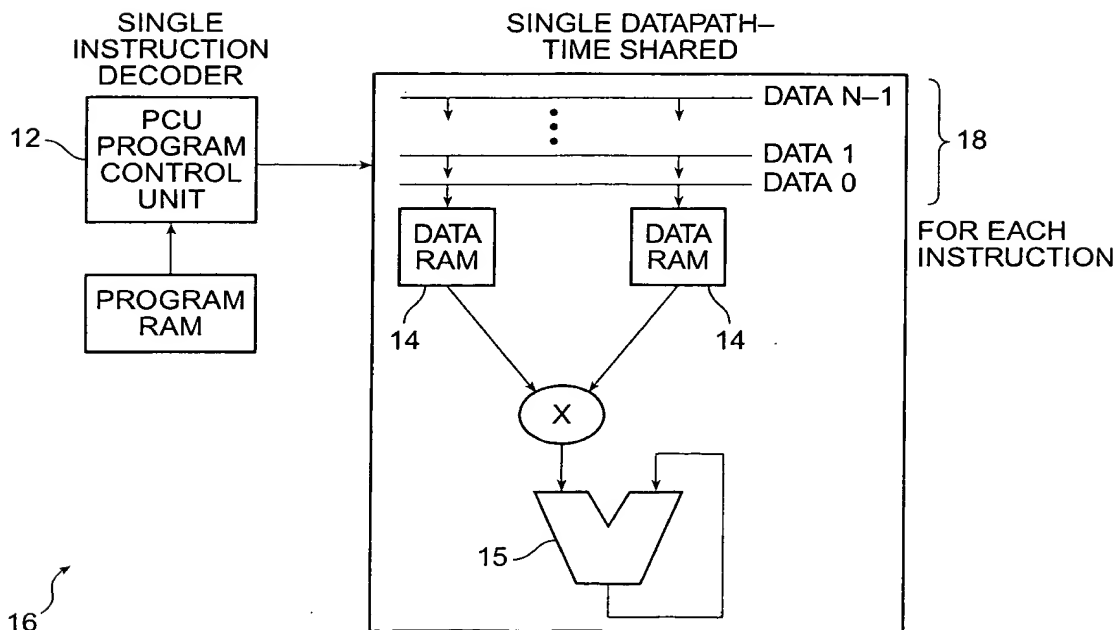 SINGLE
INSTRUCTION
DECODER
12
PCU
PROGRAM
CONTROL
UNIT
PROGRAM
RAM
SINGLE DATAPATH–
TIME SHARED
DATA N–1
DATA 1
DATA 0
18
FOR EACH
INSTRUCTION
DATA
RAM
DATA
RAM
14
14
X
15
16